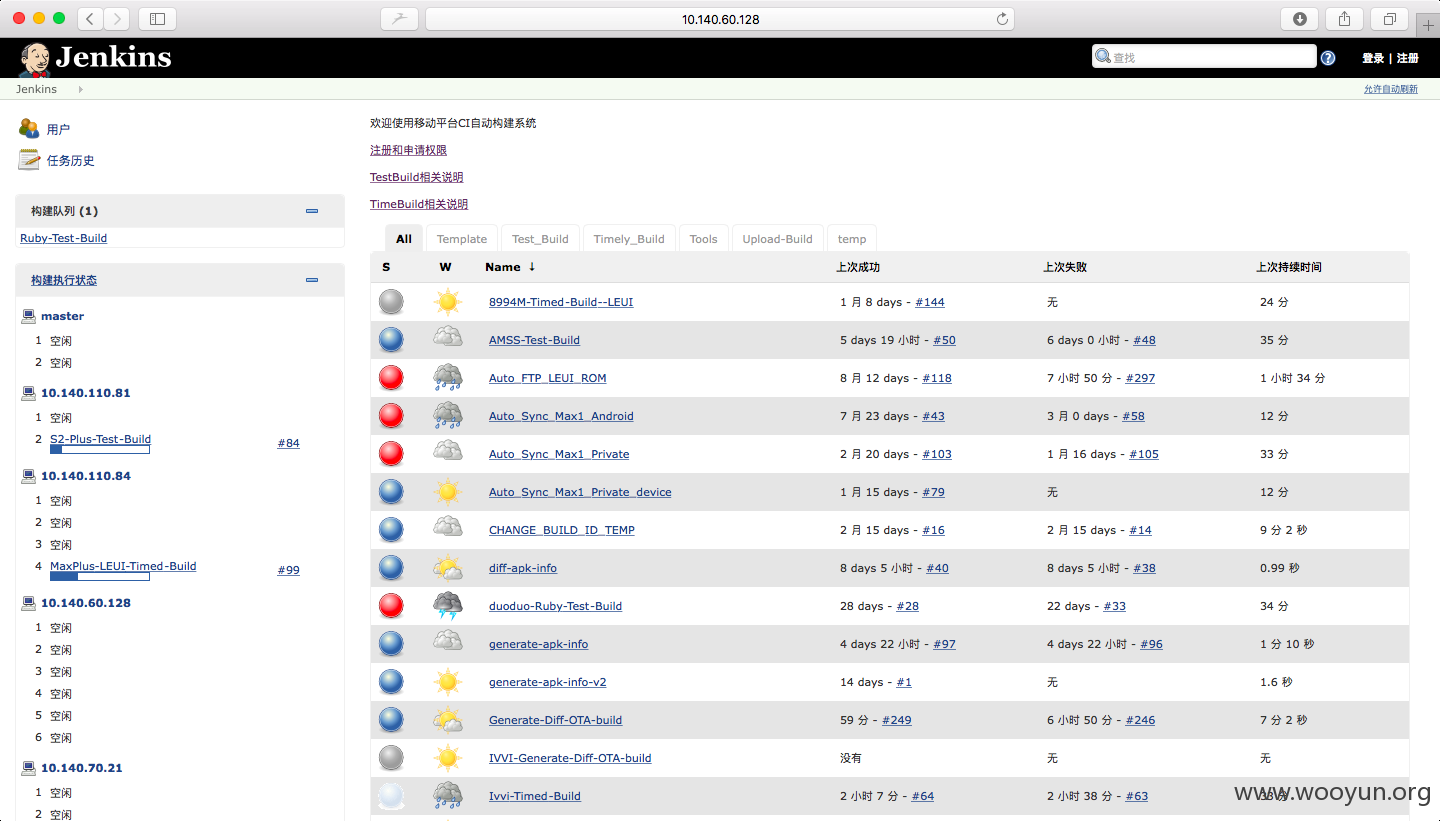 10.140.60.128
Jenkins
查找
登录 | 注册
Jenkins
允许自动刷新
用户
任务历史
构建队列 (1)
Ruby-Test-Build
构建执行状态
master
1 空闲
2 空闲
10.140.110.81
1 空闲
2 S2-Plus-Test-Build #84
10.140.110.84
1 空闲
2 空闲
3 空闲
4 MaxPlus-LEUI-Timed-Build #99
10.140.60.128
1 空闲
2 空闲
3 空闲
4 空闲
5 空闲
6 空闲
10.140.70.21
1 空闲
2 空闲
欢迎使用移动平台CI自动构建系统
注册和申请权限
TestBuild相关说明
TimeBuild相关说明
All Template Test_Build Timely_Build Tools Upload-Build temp
S W Name ↓ 上次成功 上次失败 上次持续时间
8994M-Timed-Build--LEUI 1 月 8 days - #144 无 24 分
AMSS-Test-Build 5 days 19 小时 - #50 6 days 0 小时 - #48 35 分
Auto_FTP_LEUI_ROM 8 月 12 days - #118 7 小时 50 分 - #297 1 小时 34 分
Auto_Sync_Max1_Android 7 月 23 days - #43 3 月 0 days - #58 12 分
Auto_Sync_Max1_Private 2 月 20 days - #103 1 月 16 days - #105 33 分
Auto_Sync_Max1_Private_device 1 月 15 days - #79 无 12 分
CHANGE_BUILD_ID_TEMP 2 月 15 days - #16 2 月 15 days - #14 9 分 2 秒
diff-apk-info 8 days 5 小时 - #40 8 days 5 小时 - #38 0.99 秒
duoduo-Ruby-Test-Build 28 days - #28 22 days - #33 34 分
generate-apk-info 4 days 22 小时 - #97 4 days 22 小时 - #96 1 分 10 秒
generate-apk-info-v2 14 days - #1 无 1.6 秒
Generate-Diff-OTA-build 59 分 - #249 6 小时 50 分 - #246 7 分 2 秒
IVVI-Generate-Diff-OTA-build 没有 无 无
Ivvi-Timed-Build 2 小时 7 分 - #64 2 小时 38 分 - #63
www.wooyun.org